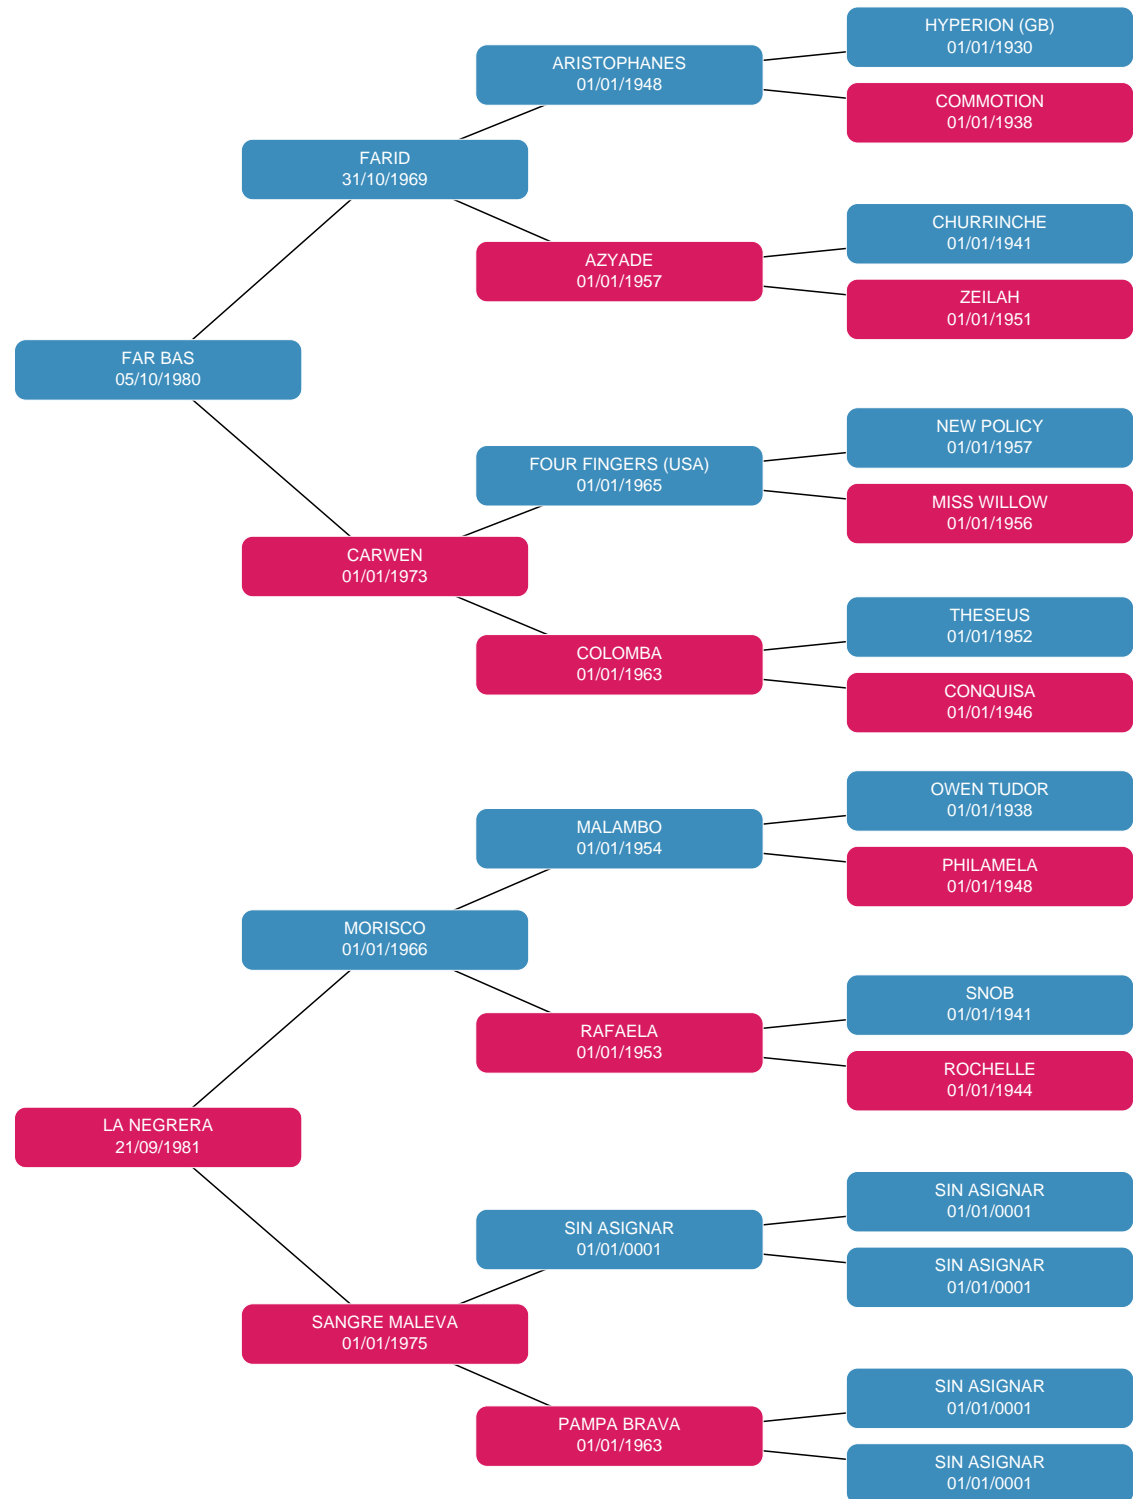 HYPERION (GB)
01/01/1930
ARISTOPHANES
01/01/1948
COMMOTION
01/01/1938
FARID
31/10/1969
CHURRINCHE
01/01/1941
AZYADE
01/01/1957
ZEILAH
01/01/1951
FAR BAS
05/10/1980
NEW POLICY
01/01/1957
FOUR FINGERS (USA)
01/01/1965
MISS WILLOW
01/01/1956
CARWEN
01/01/1973
THESEUS
01/01/1952
COLOMBA
01/01/1963
CONQUISA
01/01/1946
OWEN TUDOR
01/01/1938
MALAMBO
01/01/1954
PHILAMELA
01/01/1948
MORISCO
01/01/1966
SNOB
01/01/1941
RAFAELA
01/01/1953
ROCHELLE
01/01/1944
LA NEGRERA
21/09/1981
SIN ASIGNAR
01/01/0001
SIN ASIGNAR
01/01/0001
SIN ASIGNAR
01/01/0001
SANGRE MALEVA
01/01/1975
SIN ASIGNAR
01/01/0001
PAMPA BRAVA
01/01/1963
SIN ASIGNAR
01/01/0001